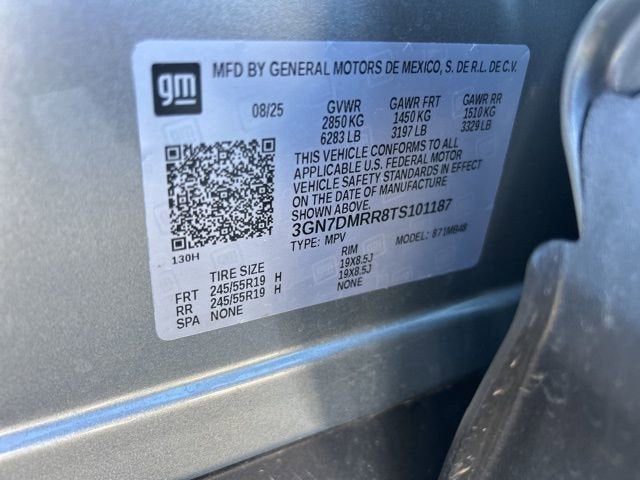 gm
MFD BY GENERAL MOTORS DE MEXICO, S. DE R.L. DE C.V.
08/25
GVWR
2850 KG
6283 LB
GAWR FRT
1450 KG
3197 LB
GAWR RR
1510 KG
3329 LB
THIS VEHICLE CONFORMS TO ALL
APPLICABLE U.S. FEDERAL MOTOR
VEHICLE SAFETY STANDARDS IN EFFECT
ON THE DATE OF MANUFACTURE
SHOWN ABOVE.
3GN7DMRR8TS101187
TYPE: MPV MODEL: 871MB48
130H
TIRE SIZE RIM
FRT 245/55R19 H 19X8.5J
RR 245/55R19 H 19X8.5J
SPA NONE NONE